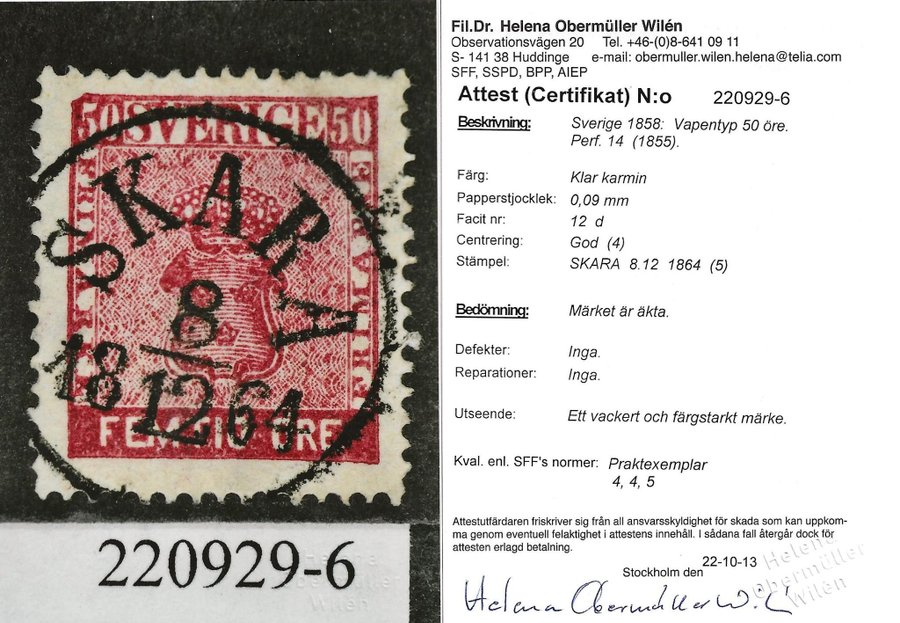 50 SVERIGE 50
SKARA
8
18 12 64
FEMTIO ÖRE
220929-6
Helena
Obermüller
Wilén
Fil.Dr. Helena Obermüller Wilén
Observationsvägen 20 Tel. +46-(0)8-641 09 11
S- 141 38 Huddinge e-mail: obermuller.wilen.helena@telia.com
SFF, SSPD, BPP, AIEP
Attest (Certifikat) N:o 220929-6
Beskrivning: Sverige 1858: Vapentyp 50 öre.
Perf. 14 (1855).
Färg: Klar karmin
Papperstjocklek: 0,09 mm
Facit nr: 12 d
Centrering: God (4)
Stämpel: SKARA 8.12 1864 (5)
Bedömning: Märket är äkta.
Defekter: Inga.
Reparationer: Inga.
Utseende: Ett vackert och färgstarkt märke.
Kval. enl. SFF's normer: Praktexemplar
4, 4, 5
Attestutfärdaren friskriver sig från all ansvarsskyldighet för skada som kan uppkom-
ma genom eventuell felaktighet i attestens innehåll. I sådana fall återgår dock för
attesten erlagd betalning.
Stockholm den 22-10-13
Helena Obermüller Wilén
Helena
Obermüller
Wilén